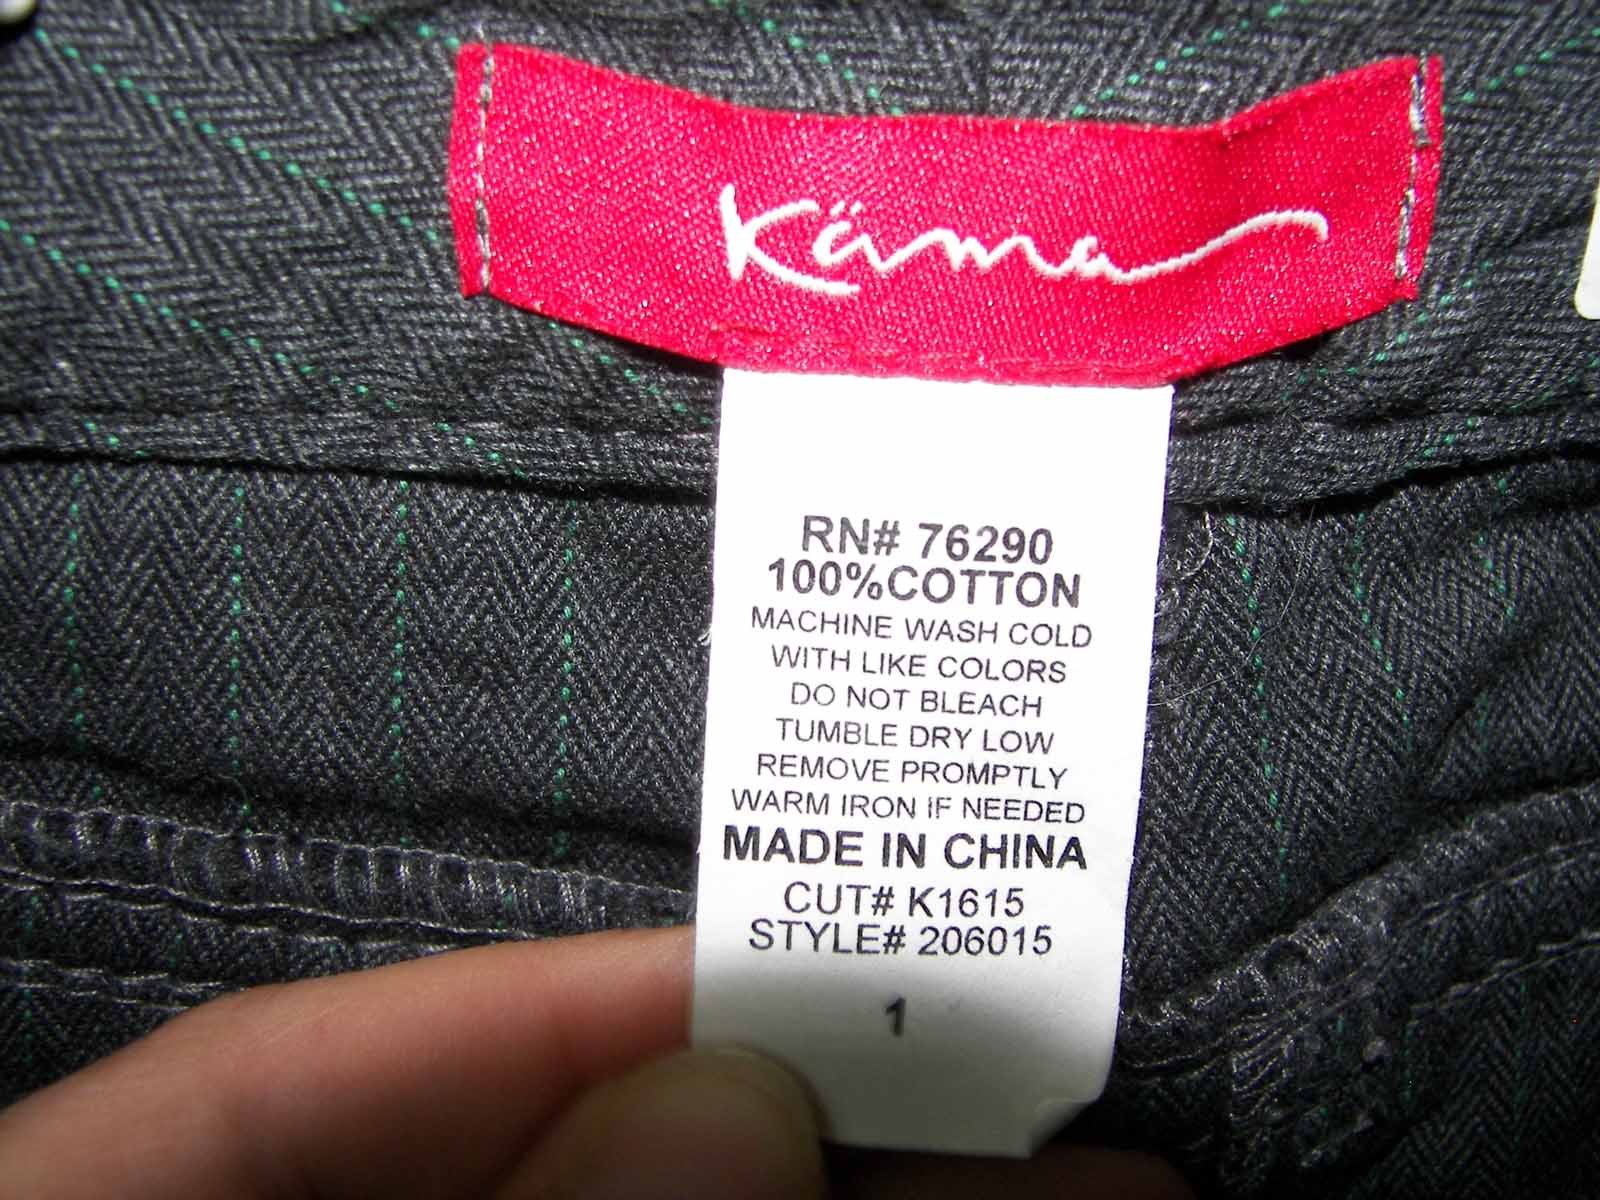 Käma
RN# 76290
100%COTTON
MACHINE WASH COLD
WITH LIKE COLORS
DO NOT BLEACH
TUMBLE DRY LOW
REMOVE PROMPTLY
WARM IRON IF NEEDED
MADE IN CHINA
CUT# K1615
STYLE# 206015
1